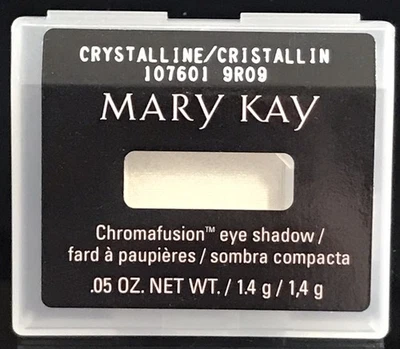 CRYSTALLINE/CRISTALLIN
107601 9R09
MARY KAY
Chromafusion™ eye shadow /
fard à paupières / sombra compacta
.05 OZ. NET WT. / 1.4 g / 1,4 g